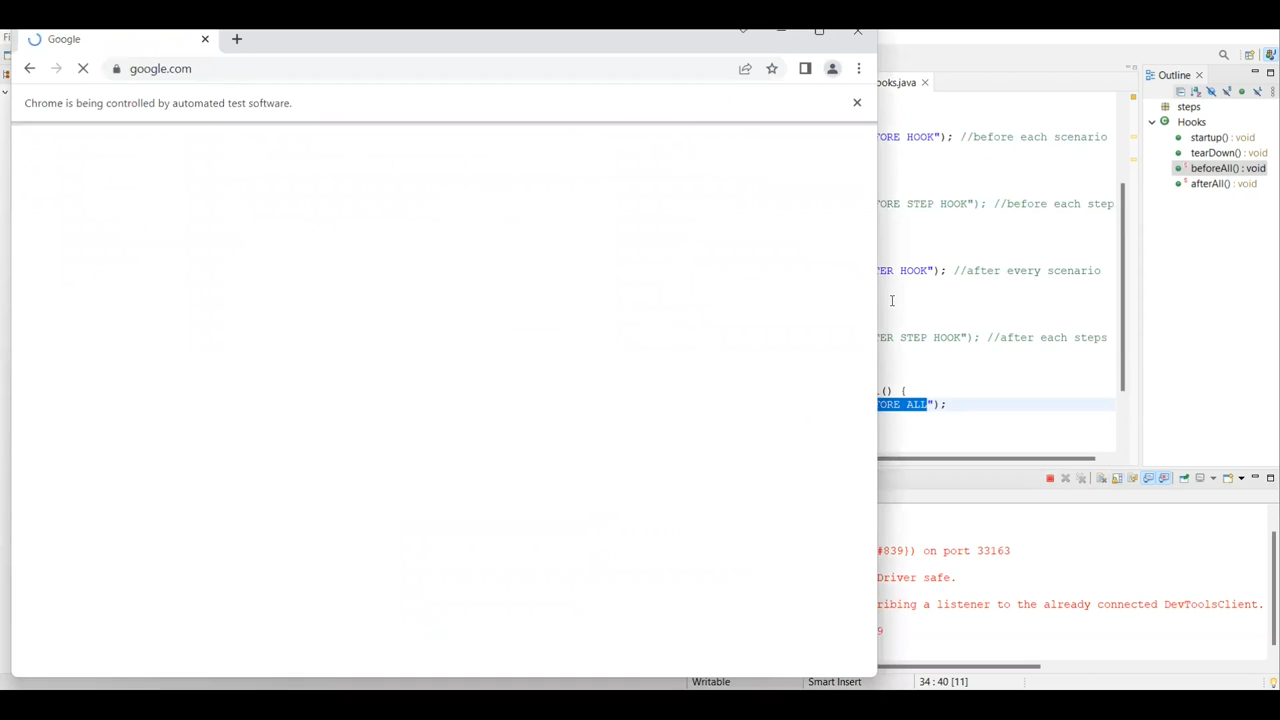 Fi
Google
google.com
Chrome is being controlled by automated test software.
ooks.java
ORE HOOK"); //before each scenario
ORE STEP HOOK"); //before each step
ER HOOK"); //after every scenario
ER STEP HOOK"); //after each steps
l() {
ORE ALL");
Outline
steps
Hooks
startup() : void
tearDown() : void
beforeAll() : void
afterAll() : void
#839}) on port 33163
Driver safe.
ribing a listener to the already connected DevToolsClient.
9
Writable
Smart Insert
34 : 40 [11]